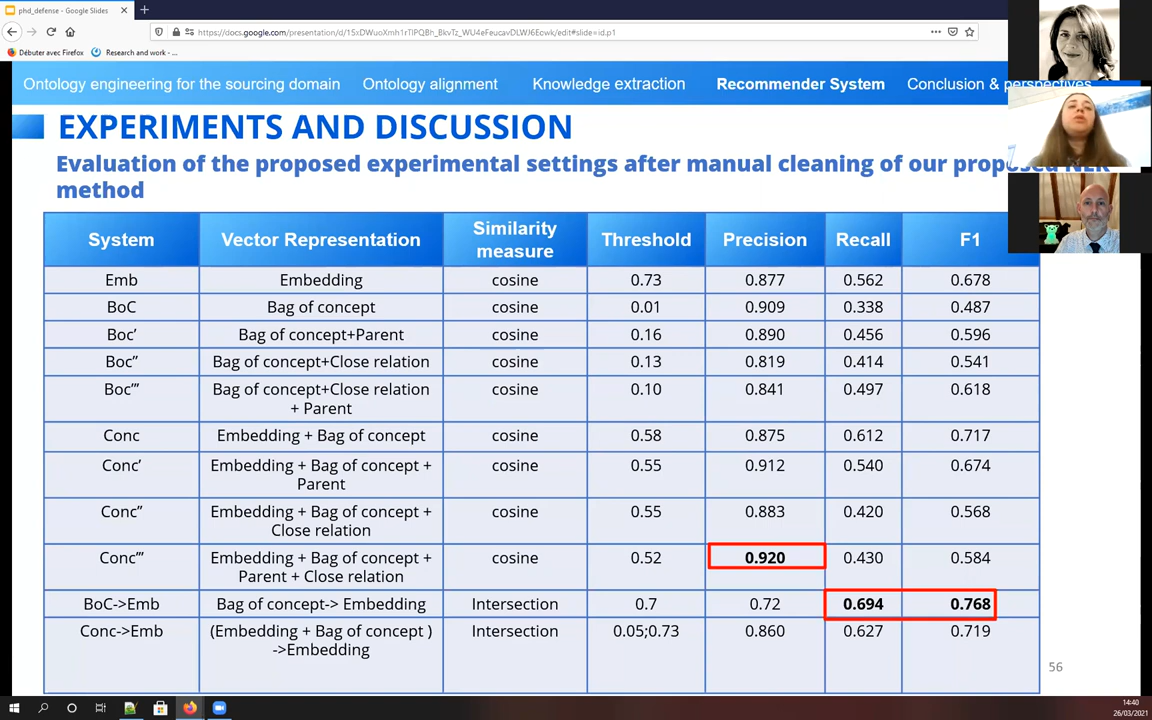 phd_defense - Google Slides
https://docs.google.com/presentation/d/
Débuter avec Firefox
Research and work - ...
Ontology engineering for the sourcing domain
Ontology alignment
Knowledge extraction
Recommender System
Conclusion & perspectives
EXPERIMENTS AND DISCUSSION
Evaluation of the proposed experimental settings after manual cleaning of our
method
System Vector Representation Similarity measure Threshold Precision Recall F1
Emb Embedding cosine 0.73 0.877 0.562 0.678
BoC Bag of concept cosine 0.01 0.909 0.338 0.487
Boc’ Bag of concept+Parent cosine 0.16 0.890 0.456 0.596
Boc’’ Bag of concept+Close relation cosine 0.13 0.819 0.414 0.541
Boc’’’ Bag of concept+Close relation + Parent cosine 0.10 0.841 0.497 0.618
Conc Embedding + Bag of concept cosine 0.58 0.875 0.612 0.717
Conc’ Embedding + Bag of concept + Parent cosine 0.55 0.912 0.540 0.674
Conc’’ Embedding + Bag of concept + Close relation cosine 0.55 0.883 0.420 0.568
Conc’’’ Embedding + Bag of concept + Parent + Close relation cosine 0.52 0.920 0.430 0.584
BoC->Emb Bag of concept-> Embedding Intersection 0.7 0.72 0.694 0.768
Conc->Emb (Embedding + Bag of concept ) ->Embedding Intersection 0.05;0.73 0.860 0.627 0.719
56
14:40
26/03/2021